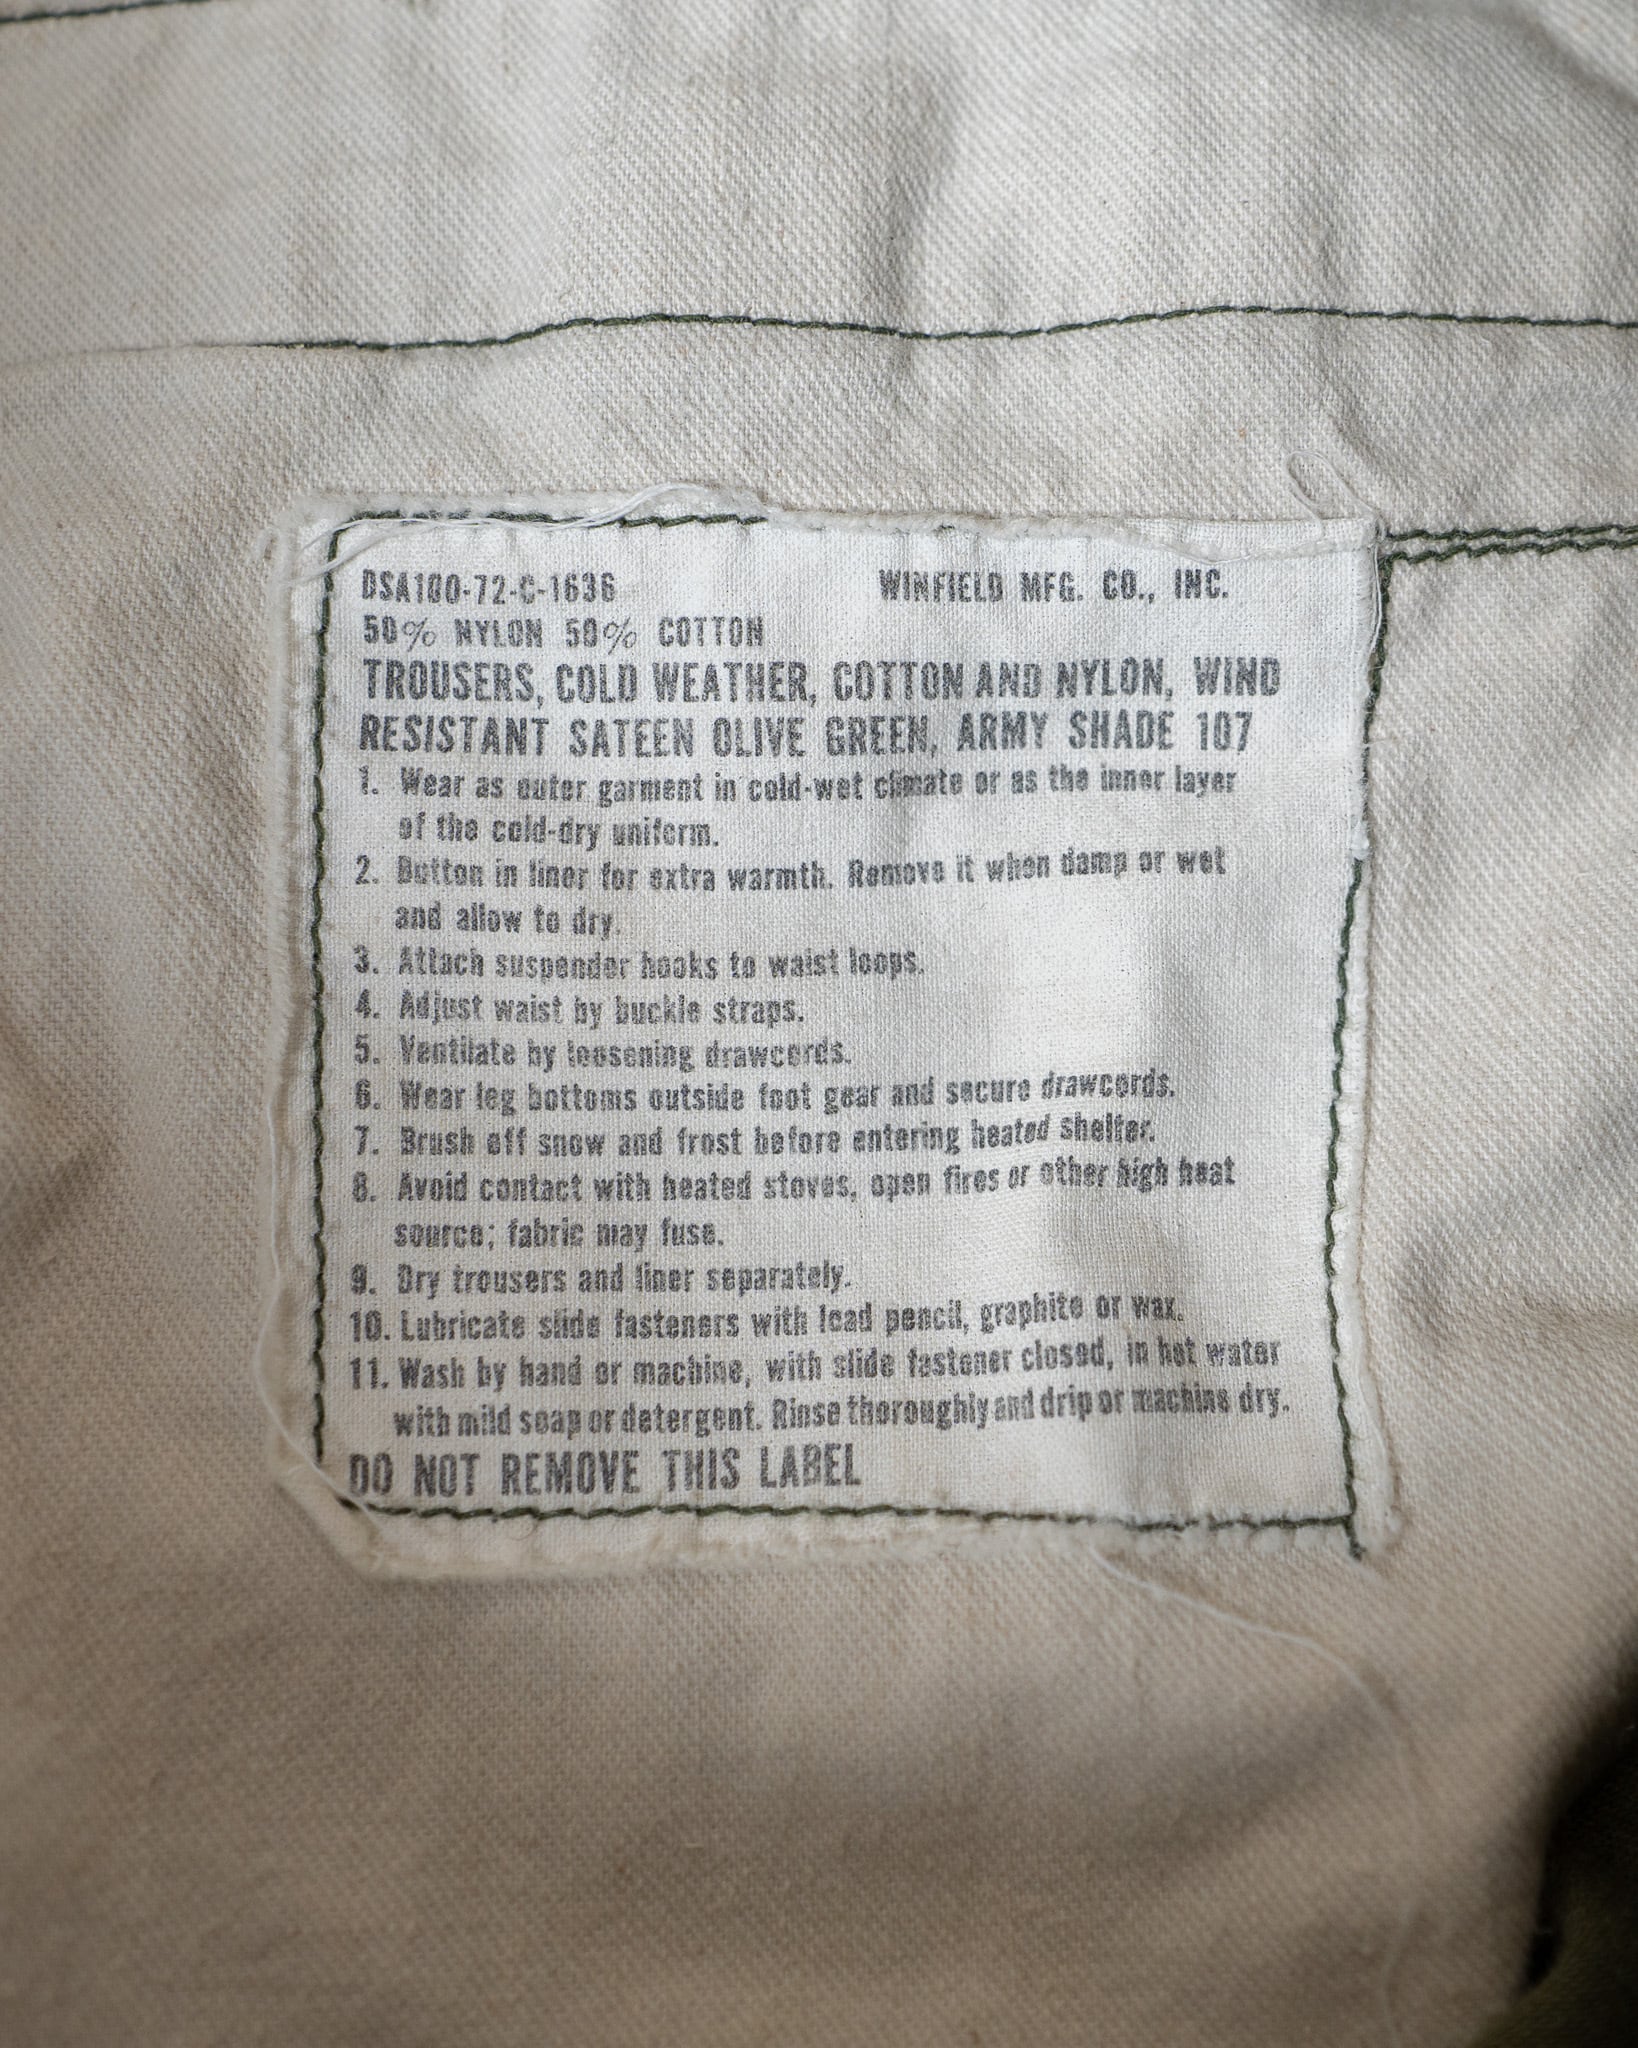 DSA100-72-C-1636 WINFIELD MFG. CO., INC.
50% NYLON 50% COTTON
TROUSERS, COLD WEATHER, COTTON AND NYLON, WIND
RESISTANT SATEEN OLIVE GREEN, ARMY SHADE 107
1. Wear as outer garment in cold-wet climate or as the inner layer
of the cold-dry uniform.
2. Button in liner for extra warmth. Remove it when damp or wet
and allow to dry.
3. Attach suspender hooks to waist loops.
4. Adjust waist by buckle straps.
5. Ventilate by loosening drawcords.
6. Wear leg bottoms outside foot gear and secure drawcords.
7. Brush off snow and frost before entering heated shelter.
8. Avoid contact with heated stoves, open fires or other high heat
source; fabric may fuse.
9. Dry trousers and liner separately.
10. Lubricate slide fasteners with lead pencil, graphite or wax.
11. Wash by hand or machine, with slide fastener closed, in hot water
with mild soap or detergent. Rinse thoroughly and drip or machine dry.
DO NOT REMOVE THIS LABEL